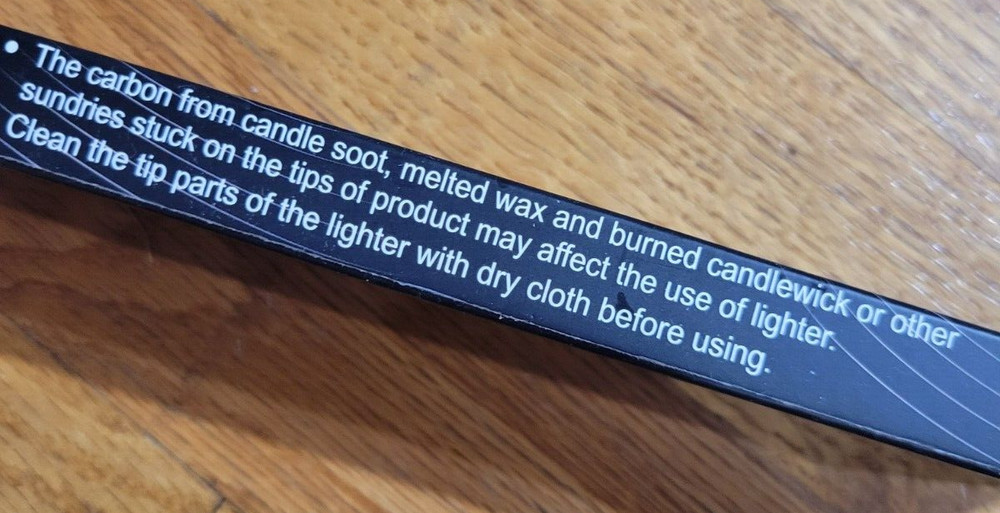 • The carbon from candle soot, melted wax and burned candlewick or other
sundries stuck on the tips of product may affect the use of lighter.
Clean the tip parts of the lighter with dry cloth before using.